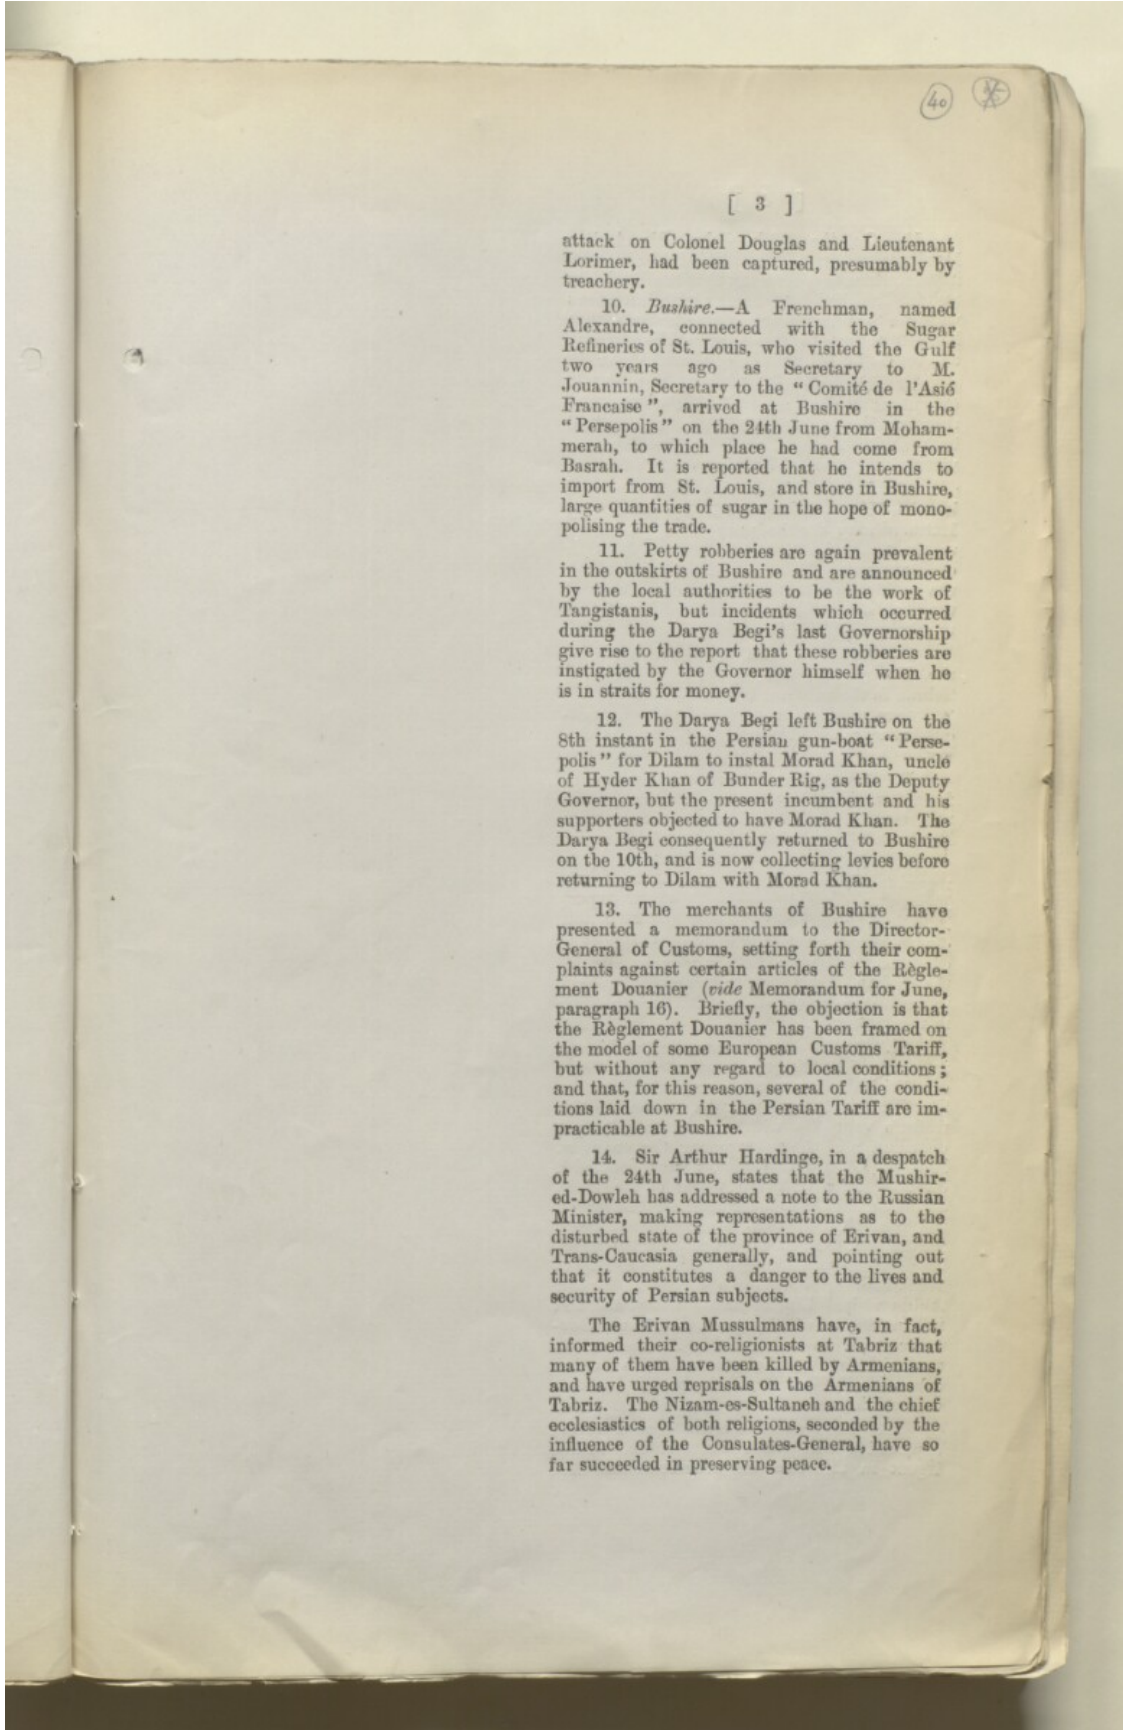 40
[ 3 ]
attack on Colonel Douglas and Lieutenant
Lorimer, had been captured, presumably by
treachery.
10. Bushire.—A Frenchman, named
Alexandre, connected with the Sugar
Refineries of St. Louis, who visited the Gulf
two years ago as Secretary to M.
Jouannin, Secretary to the " Comité de l'Asié
Francaise ", arrived at Bushire in the
" Persepolis " on the 24th June from Moham-
merah, to which place he had come from
Basrah. It is reported that he intends to
import from St. Louis, and store in Bushire,
large quantities of sugar in the hope of mono-
polising the trade.
11. Petty robberies are again prevalent
in the outskirts of Bushire and are announced
by the local authorities to be the work of
Tangistanis, but incidents which occurred
during the Darya Begi's last Governorship
give rise to the report that these robberies are
instigated by the Governor himself when he
is in straits for money.
12. The Darya Begi left Bushire on the
8th instant in the Persian gun-boat " Perse-
polis " for Dilam to instal Morad Khan, uncle
of Hyder Khan of Bunder Rig, as the Deputy
Governor, but the present incumbent and his
supporters objected to have Morad Khan. The
Darya Begi consequently returned to Bushire
on the 10th, and is now collecting levies before
returning to Dilam with Morad Khan.
13. The merchants of Bushire have
presented a memorandum to the Director-
General of Customs, setting forth their com-
plaints against certain articles of the Règle-
ment Douanier (vide Memorandum for June,
paragraph 16). Briefly, the objection is that
the Règlement Douanier has been framed on
the model of some European Customs Tariff,
but without any regard to local conditions ;
and that, for this reason, several of the condi-
tions laid down in the Persian Tariff are im-
practicable at Bushire.
14. Sir Arthur Hardinge, in a despatch
of the 24th June, states that the Mushir-
ed-Dowleh has addressed a note to the Russian
Minister, making representations as to the
disturbed state of the province of Erivan, and
Trans-Caucasia generally, and pointing out
that it constitutes a danger to the lives and
security of Persian subjects.
The Erivan Mussulmans have, in fact,
informed their co-religionists at Tabriz that
many of them have been killed by Armenians,
and have urged reprisals on the Armenians of
Tabriz. The Nizam-es-Sultaneh and the chief
ecclesiastics of both religions, seconded by the
influence of the Consulates-General, have so
far succeeded in preserving peace.